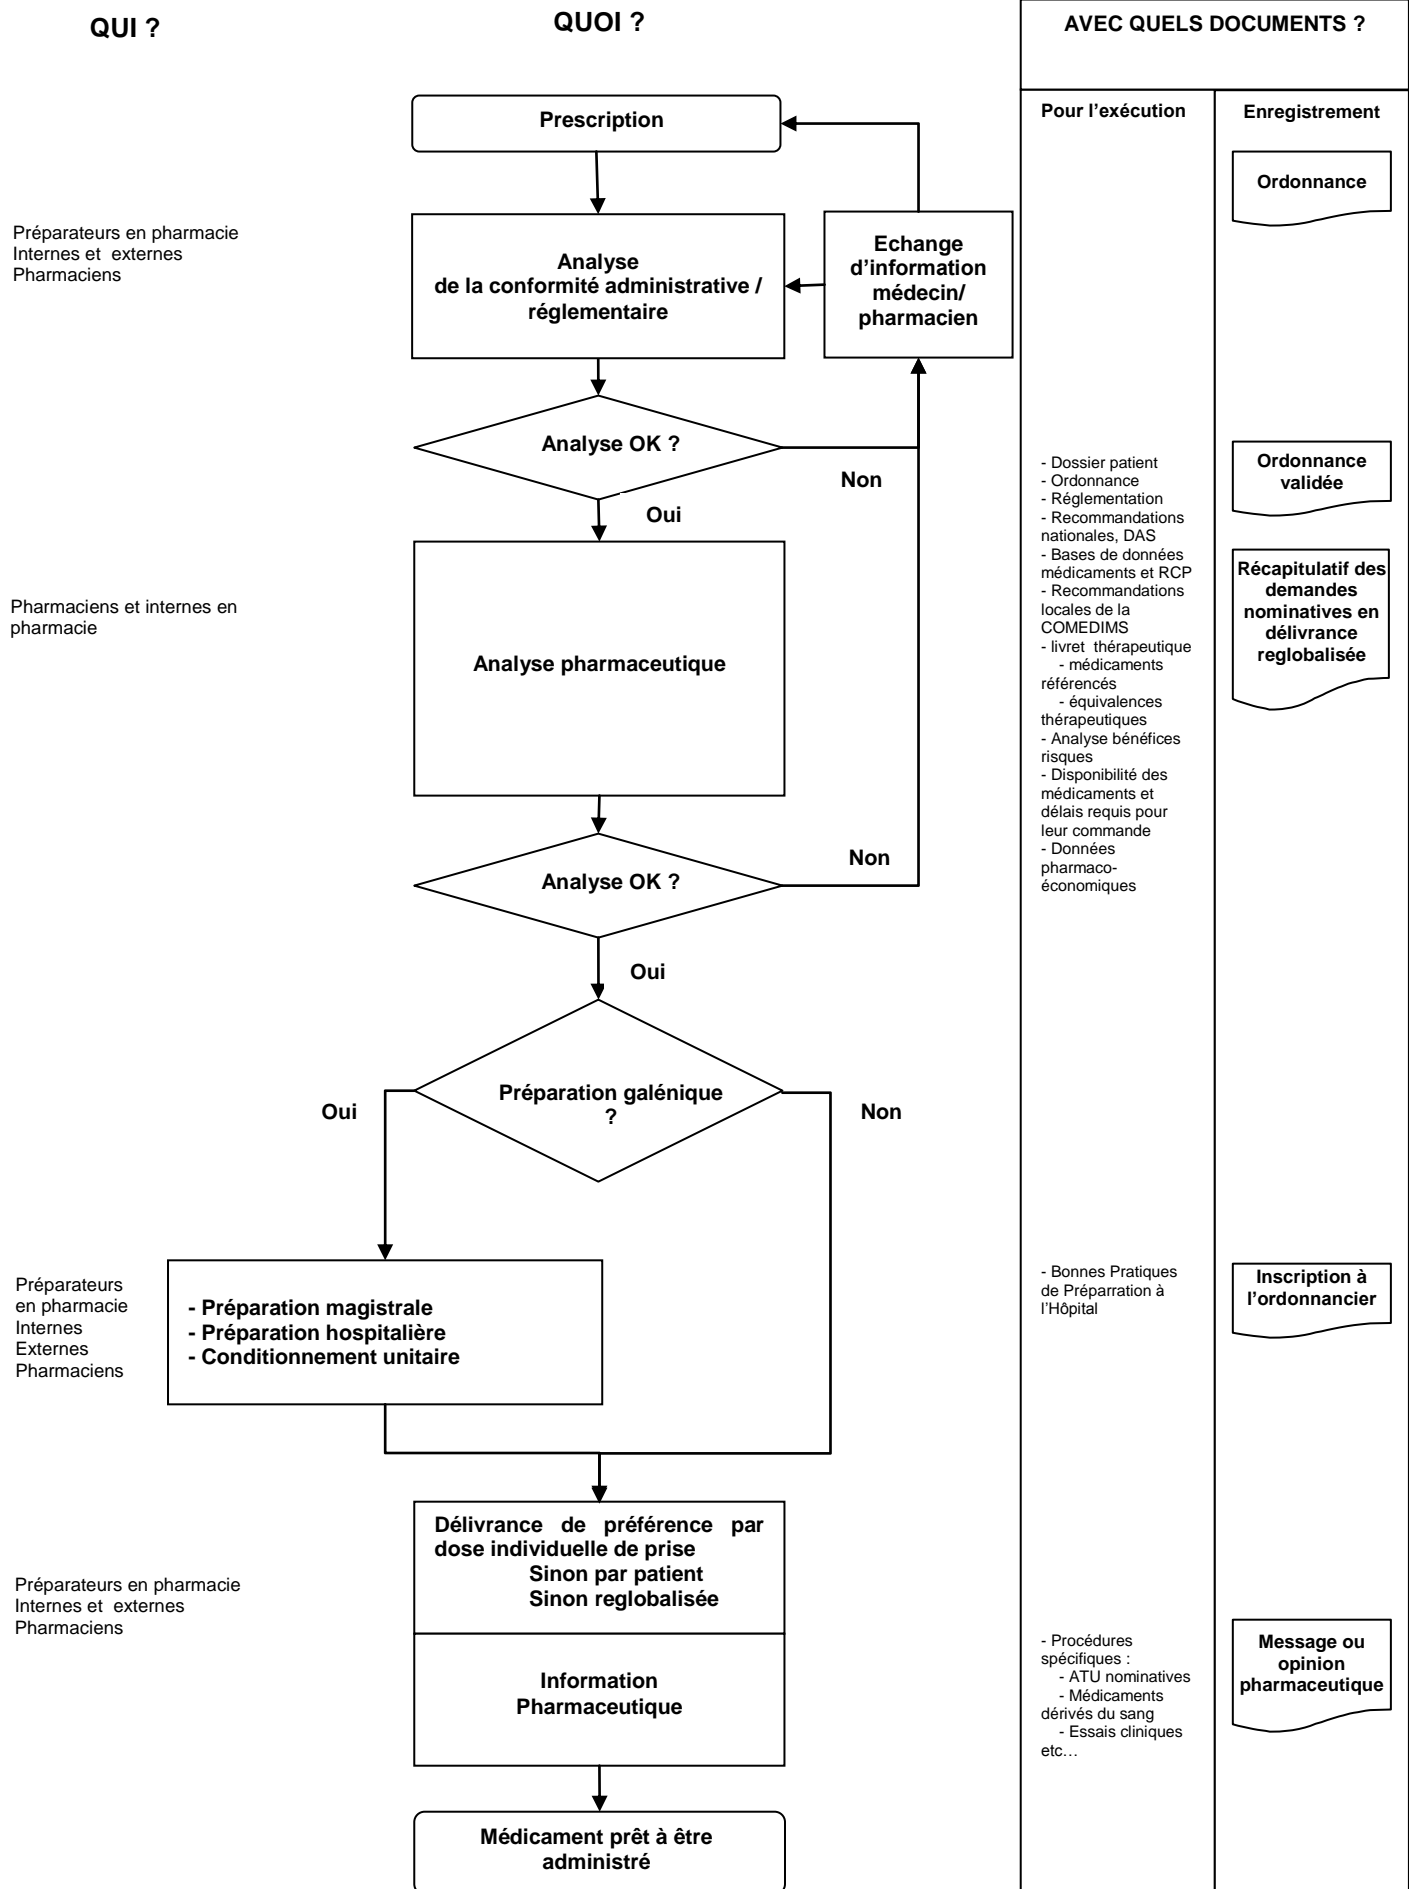 QUI ?
QUOI ?
AVEC QUELS DOCUMENTS ?
Pour l'exécution
Enregistrement
Prescription
Ordonnance
Préparateurs en pharmacie
Internes et externes
Pharmaciens
Analyse
de la conformité administrative /
réglementaire
Echange
d'information
médecin/
pharmacien
Analyse OK ?
Non
Oui
- Dossier patient
- Ordonnance
- Réglementation
- Recommandations
nationales, DAS
- Bases de données
médicaments et RCP
- Recommandations
locales de la
COMEDIMS
- livret thérapeutique
- médicaments
référencés
- équivalences
thérapeutiques
- Analyse bénéfices
risques
- Disponibilité des
médicaments et
délais requis pour
leur commande
- Données
pharmaco-
économiques
Ordonnance
validée
Récapitulatif des
demandes
nominatives en
délivrance
reglobalisée
Pharmaciens et internes en
pharmacie
Analyse pharmaceutique
Analyse OK ?
Non
Oui
Préparation galénique
?
Oui
Non
Préparateurs
en pharmacie
Internes
Externes
Pharmaciens
- Préparation magistrale
- Préparation hospitalière
- Conditionnement unitaire
- Bonnes Pratiques
de Préparration à
l'Hôpital
Inscription à
l'ordonnancier
Préparateurs en pharmacie
Internes et externes
Pharmaciens
Délivrance de préférence par
dose individuelle de prise
Sinon par patient
Sinon reglobalisée
Information
Pharmaceutique
- Procédures
spécifiques :
- ATU nominatives
- Médicaments
dérivés du sang
- Essais cliniques
etc…
Message ou
opinion
pharmaceutique
Médicament prêt à être
administré